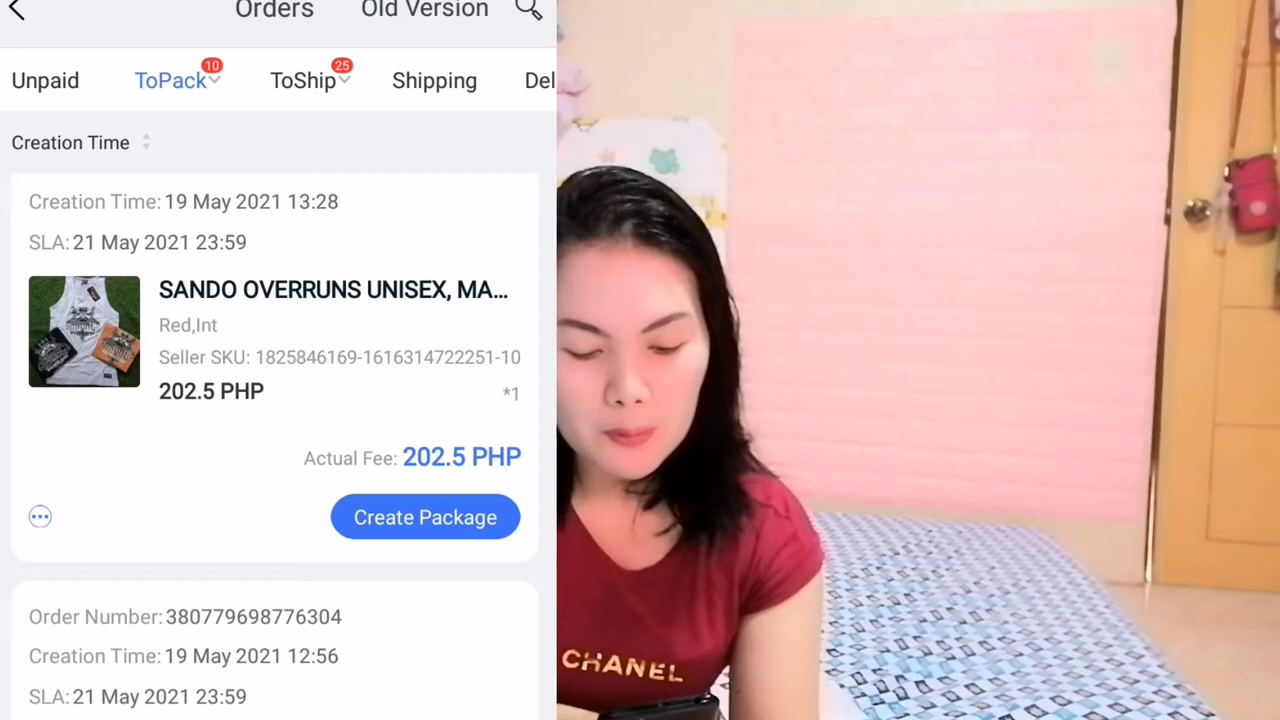 Orders Old Version
Unpaid ToPack 10 ToShip 25 Shipping Del
Creation Time
Creation Time: 19 May 2021 13:28
SLA: 21 May 2021 23:59
SANDO OVERRUNS UNISEX, MA...
Red,Int
Seller SKU: 1825846169-1616314722251-10
202.5 PHP *1
Actual Fee: 202.5 PHP
Create Package
Order Number: 380779698776304
Creation Time: 19 May 2021 12:56
SLA: 21 May 2021 23:59
CHANEL